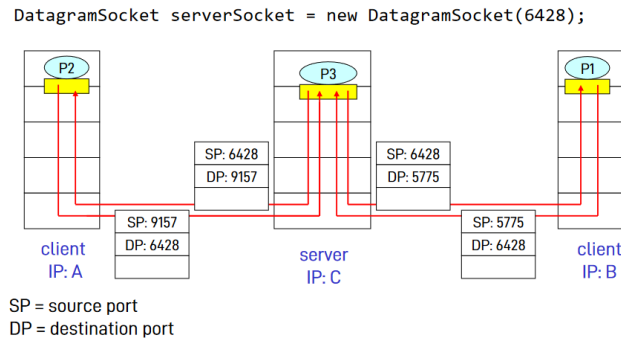 DatagramSocket serverSocket = new DatagramSocket(6428);
P2
P3
P1
SP: 6428
DP: 9157
SP: 6428
DP: 5775
SP: 9157
DP: 6428
SP: 5775
DP: 6428
client
IP: A
server
IP: C
client
IP: B
SP = source port
DP = destination port